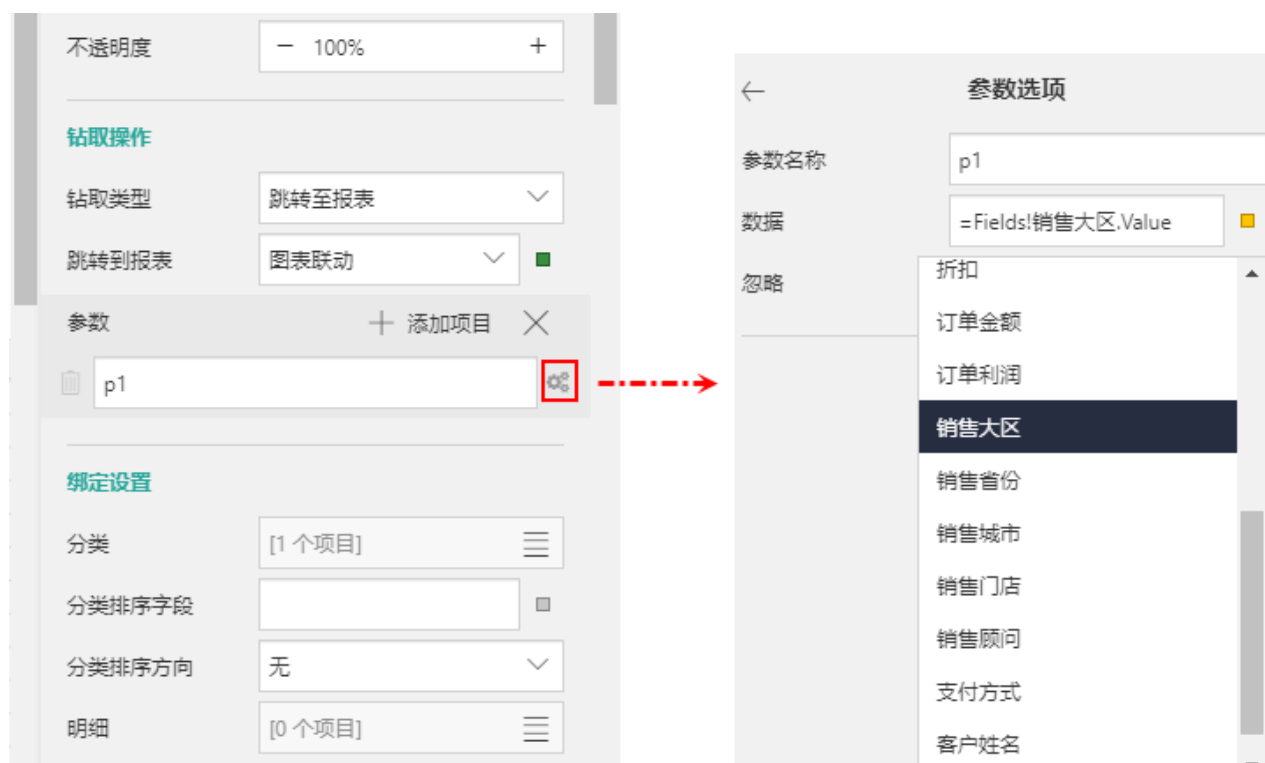 不透明度
− 100% +
钻取操作
钻取类型
跳转至报表
跳转到报表
图表联动
参数
添加项目
p1
绑定设置
分类
[1 个项目]
分类排序字段
分类排序方向
无
明细
[0 个项目]
参数选项
参数名称
p1
数据
=Fields!销售大区.Value
忽略
折扣
订单金额
订单利润
销售大区
销售省份
销售城市
销售门店
销售顾问
支付方式
客户姓名